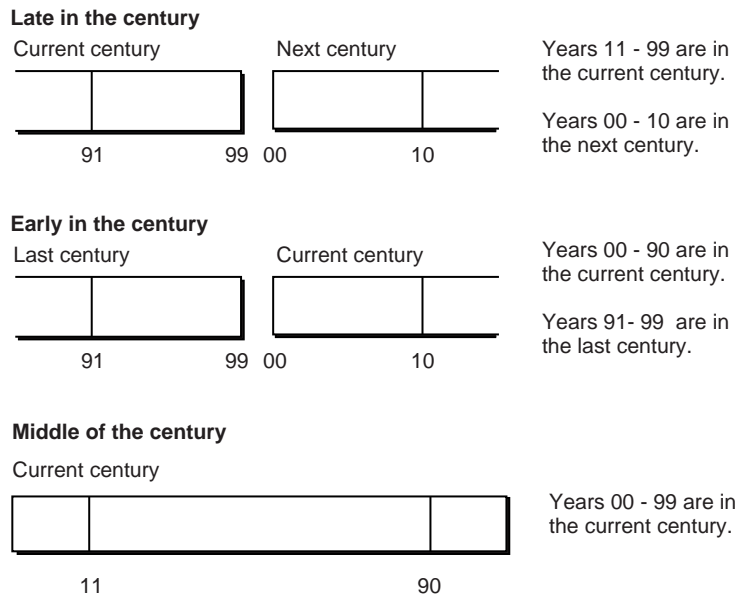 Late in the century
Current century
Next century
Years 11 - 99 are in
the current century.
Years 00 - 10 are in
the next century.
91
99
00
10
Early in the century
Last century
Current century
Years 00 - 90 are in
the current century.
Years 91- 99 are in
the last century.
91
99
00
10
Middle of the century
Current century
Years 00 - 99 are in
the current century.
11
90